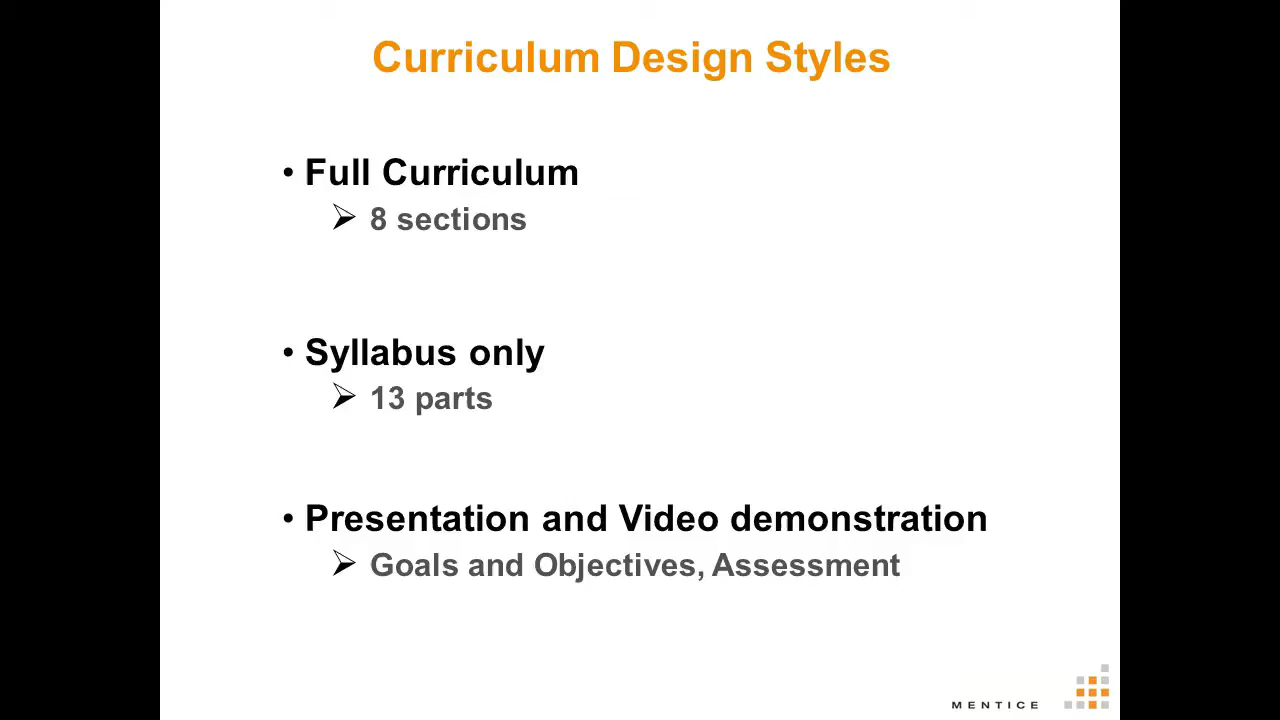 Curriculum Design Styles
• Full Curriculum
➢ 8 sections
• Syllabus only
➢ 13 parts
• Presentation and Video demonstration
➢ Goals and Objectives, Assessment
MENTICE